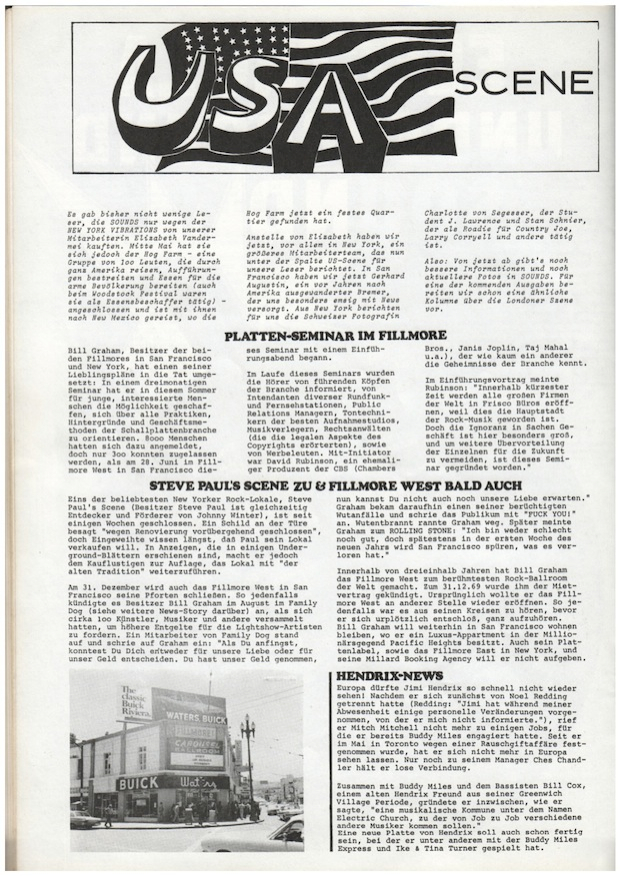 USA SCENE
Es gab bisher nicht wenige Le-
ser, die SOUNDS nur wegen der
NEW YORK VIBRATIONS von unserer
Mitarbeiterin Elisabeth Vander-
mei kauften. Mitte Mai hat sie
sich jedoch der Hog Farm - eine
Gruppe von 100 Leuten, die durch
ganz Amerika reisen, Aufführun-
gen bestreiten und Essen für die
arme Bevölkerung bereiten (auch
beim Woodstock Festival waren
sie als Essensbeschaffer tätig) -
angeschlossen und ist mit ihnen
nach New Mexico gereist, wo die
Hog Farm jetzt ein festes Quar-
tier gefunden hat.
Anstelle von Elisabeth haben wir
jetzt, vor allem in New York, ein
größeres Mitarbeiterteam, das nun
unter der Spalte US-Scene für
unsere Leser berichtet. In San
Francisco haben wir jetzt Gerhard
Augustin, ein vor Jahren nach
Amerika ausgewanderter Bremer,
der uns besonders emsig mit News
versorgt. Aus New York berichten
für uns die Schweizer Fotografin
Charlotte von Segesser, der Stu-
dent J. Lawrence und Stan Schnier,
der als Roadie für Country Joe,
Larry Corryell und andere tätig
ist.
Also: Von jetzt ab gibt's noch
bessere Informationen und noch
aktuellere Fotos in SOUNDS. Für
eine der kommenden Ausgaben be-
reiten wir schon eine ähnliche
Kolumne über die Londoner Szene
vor.
PLATTEN-SEMINAR IM FILLMORE
Bill Graham, Besitzer der bei-
den Fillmores in San Francisco
und New York, hat einen seiner
Lieblingspläne in die Tat umge-
setzt: In einem dreimonatigen
Seminar hat er in diesem Sommer
für junge, interessierte Men-
schen die Möglichkeit geschaf-
fen, sich über alle Praktiken,
Hintergründe und Geschäftsme-
thoden der Schallplattenbranche
zu orientieren. 8000 Menschen
hatten sich dazu angemeldet,
doch nur 300 konnten zugelassen
werden, als am 28. Juni im Fill-
more West in San Francisco die-
ses Seminar mit einem Einfüh-
rungsabend begann.
Im Laufe dieses Seminars wurden
die Hörer von führenden Köpfen
der Branche informiert, von
Intendanten diverser Rundfunk-
und Fernsehstationen, Public
Relations Managern, Tontechni-
kern der besten Aufnahmestudios,
Musikverlegern, Rechtsanwälten
(die die legalen Aspekte des
Copyrights erörterten), sowie
von Werbeleuten. Mit-Initiator
war David Rubinson, ein ehemali-
ger Produzent der CBS (Chambers
Bros., Janis Joplin, Taj Mahal
u.a.), der wie kaum ein anderer
die Geheimnisse der Branche kennt.
Im Einführungsvortrag meinte
Rubinson: "Innerhalb kürzester
Zeit werden alle großen Firmen
der Welt in Frisco Büros eröff-
nen, weil dies die Hauptstadt
der Rock-Musik geworden ist.
Doch die Ignoranz in Sachen Ge-
schäft ist hier besonders groß,
und um weitere Übervorteilung
der Einzelnen für die Zukunft
zu vermeiden, ist dieses Semi-
nar gegründet worden."
STEVE PAUL'S SCENE ZU & FILLMORE WEST BALD AUCH
Eins der beliebtesten New Yorker Rock-Lokale, Steve
Paul's Scene (Besitzer Steve Paul ist gleichzeitig
Entdecker und Förderer von Johnny Winter), ist seit
einigen Wochen geschlossen. Ein Schild an der Türe
besagt "wegen Renovierung vorübergehend geschlossen",
doch Eingeweihte wissen längst, daß Paul sein Lokal
verkaufen will. In Anzeigen, die in einigen Under-
ground-Blättern erschienen sind, macht er jedoch
dem Kauflustigen zur Auflage, das Lokal mit "der
alten Tradition" weiterzuführen.
Am 31. Dezember wird auch das Fillmore West in San
Francisco seine Pforten schließen. So jedenfalls
kündigte es Besitzer Bill Graham im August im Family
Dog (siehe weitere News-Story darüber) an, als sich
cirka 100 Künstler, Musiker und andere versammelt
hatten, um höhere Entgelte für die Lightshow-Artisten
zu fordern. Ein Mitarbeiter von Family Dog stand
auf und schrie auf Graham ein: "Als Du anfingst,
konntest Du Dich entweder für unsere Liebe oder für
unser Geld entscheiden. Du hast unser Geld genommen,
nun kannst Du nicht auch noch unsere Liebe erwarten."
Graham bekam daraufhin einen seiner berüchtigten
Wutanfälle und schrie das Publikum mit "FUCK YOU!"
an. Wutentbrannt rannte Graham weg. Später meinte
Graham zum ROLLING STONE: "Ich bin weder schlecht
noch gut, doch spätestens in der ersten Woche des
neuen Jahrs wird San Francisco spüren, was es ver-
loren hat."
Innerhalb von dreieinhalb Jahren hat Bill Graham
das Fillmore West zum berühmtesten Rock-Ballroom
der Welt gemacht. Zum 31.12.69 wurde ihm der Miet-
vertrag gekündigt. Ursprünglich wollte er das Fill-
more West an anderer Stelle wieder eröffnen. So je-
denfalls war es aus seinen Kreisen zu hören, bevor
er sich urplötzlich entschloß, ganz aufzuhören.
Bill Graham will weiterhin in San Francisco wohnen
bleiben, wo er ein Luxus-Appartment in der Millio-
närsgegend Pacific Heights besitzt. Auch sein Plat-
tenlabel, sowie das Fillmore East in New York, und
seine Millard Booking Agency will er nicht aufgeben.
HENDRIX-NEWS
Europa dürfte Jimi Hendrix so schnell nicht wieder
sehen! Nachdem er sich zunächst von Noel Redding
getrennt hatte (Redding: "Jimi hat während meiner
Abwesenheit einige personelle Veränderungen vorge-
nommen, von der er mich nicht informierte."), rief
er Mitch Mitchell nicht mehr zu einigen Jobs, für
die er bereits Buddy Miles engagiert hatte. Seit er
im Mai in Toronto wegen einer Rauschgiftaffäre fest-
genommen wurde, hat er sich nicht mehr in Europa
sehen lassen. Nur noch zu seinem Manager Ches Chand-
ler hält er lose Verbindung.
Zusammen mit Buddy Miles und dem Bassisten Bill Cox,
einem alten Hendrix Freund aus seiner Greenwich
Village Periode, gründete er inzwischen, wie er
sagte, "eine musikalische Kommune unter dem Namen
Electric Church, zu der von Job zu Job verschiedene
andere Musiker kommen sollen."
Eine neue Platte von Hendrix soll auch schon fertig
sein, bei der er unter anderem mit der Buddy Miles
Express und Ike & Tina Turner gespielt hat.
The
classic
Buick
Riviera.
WATERS BUICK
FILLMORE
CAROUSEL
BALLROOM
BUICK